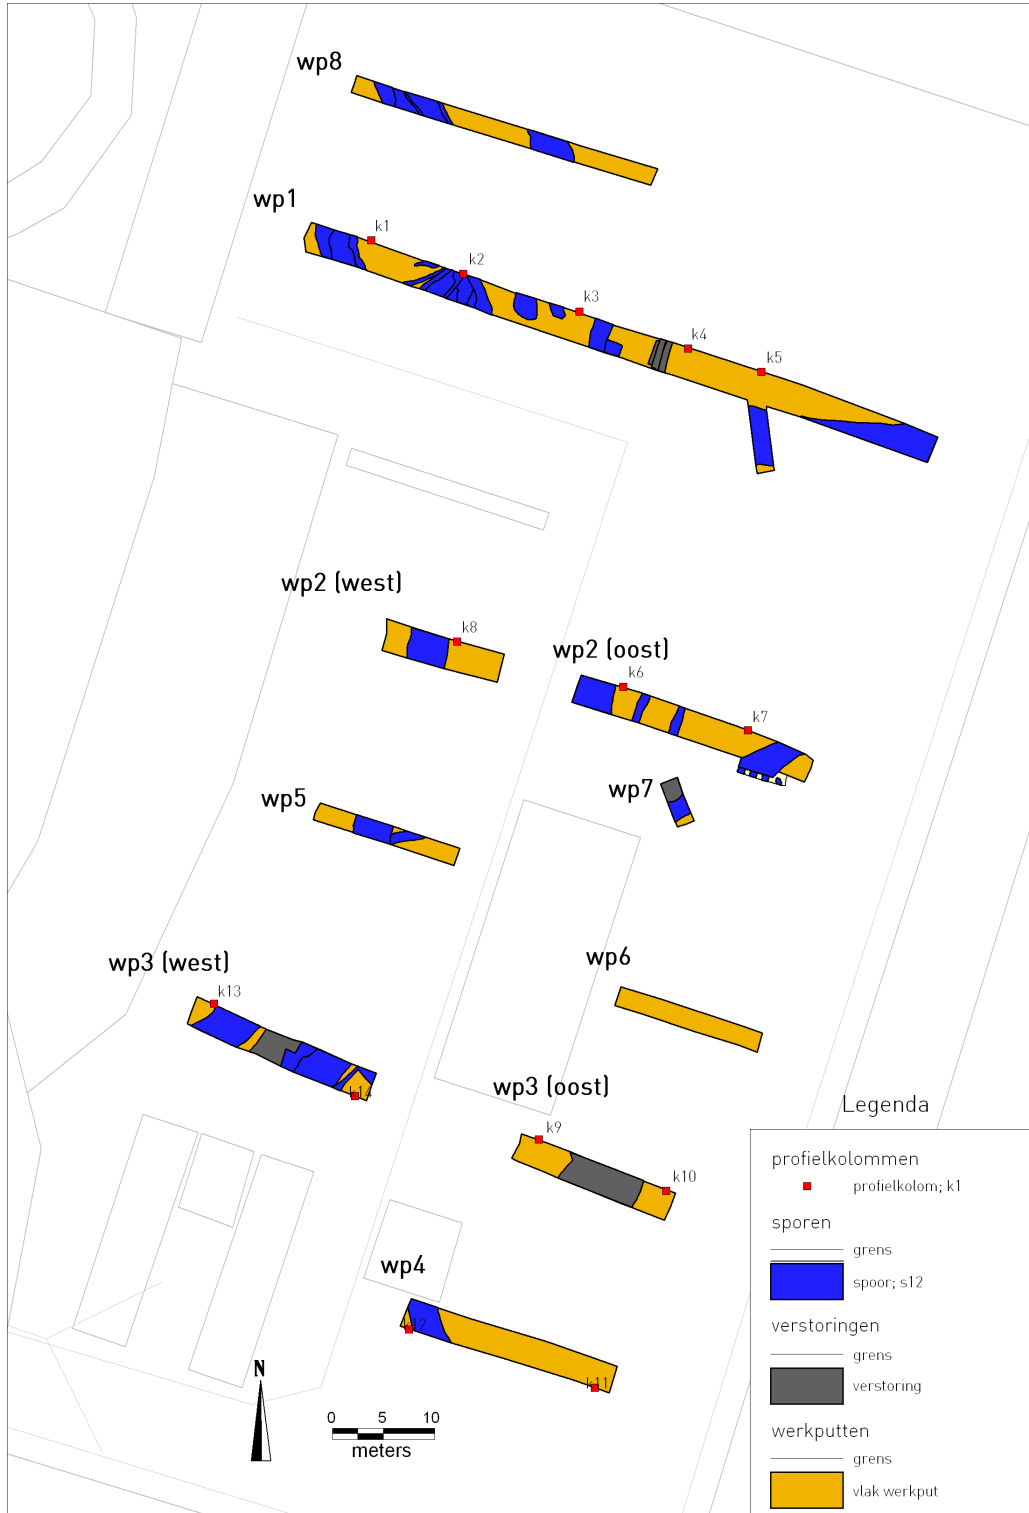 wp8
wp1
k1
k2
k3
k4
k5
wp2 (west)
k8
wp2 (oost)
k6
k7
wp7
wp5
wp3 (west)
k13
k14
wp6
wp3 (oost)
k9
k10
wp4
k12
k11
N
0 5 10
meters
Legenda
profielkolommen
profielkolom; k1
sporen
grens
spoor; s12
verstoringen
grens
verstoring
werkputten
grens
vlak werkput